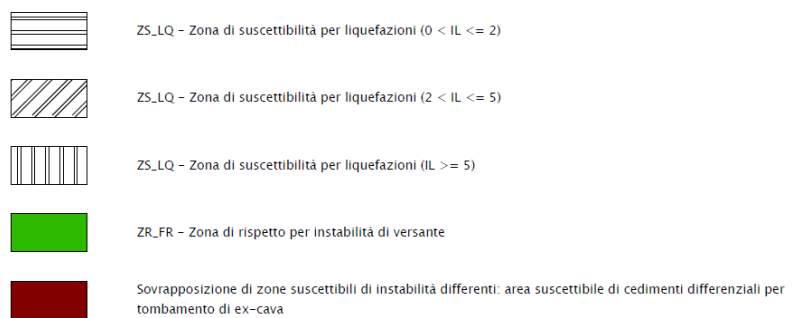 ZS_LQ – Zona di suscettibilità per liquefazioni (0 < IL <= 2)
ZS_LQ – Zona di suscettibilità per liquefazioni (2 < IL <= 5)
ZS_LQ – Zona di suscettibilità per liquefazioni (IL >= 5)
ZR_FR – Zona di rispetto per instabilità di versante
Sovrapposizione di zone suscettibili di instabilità differenti: area suscettibile di cedimenti differenziali per
tombamento di ex-cava